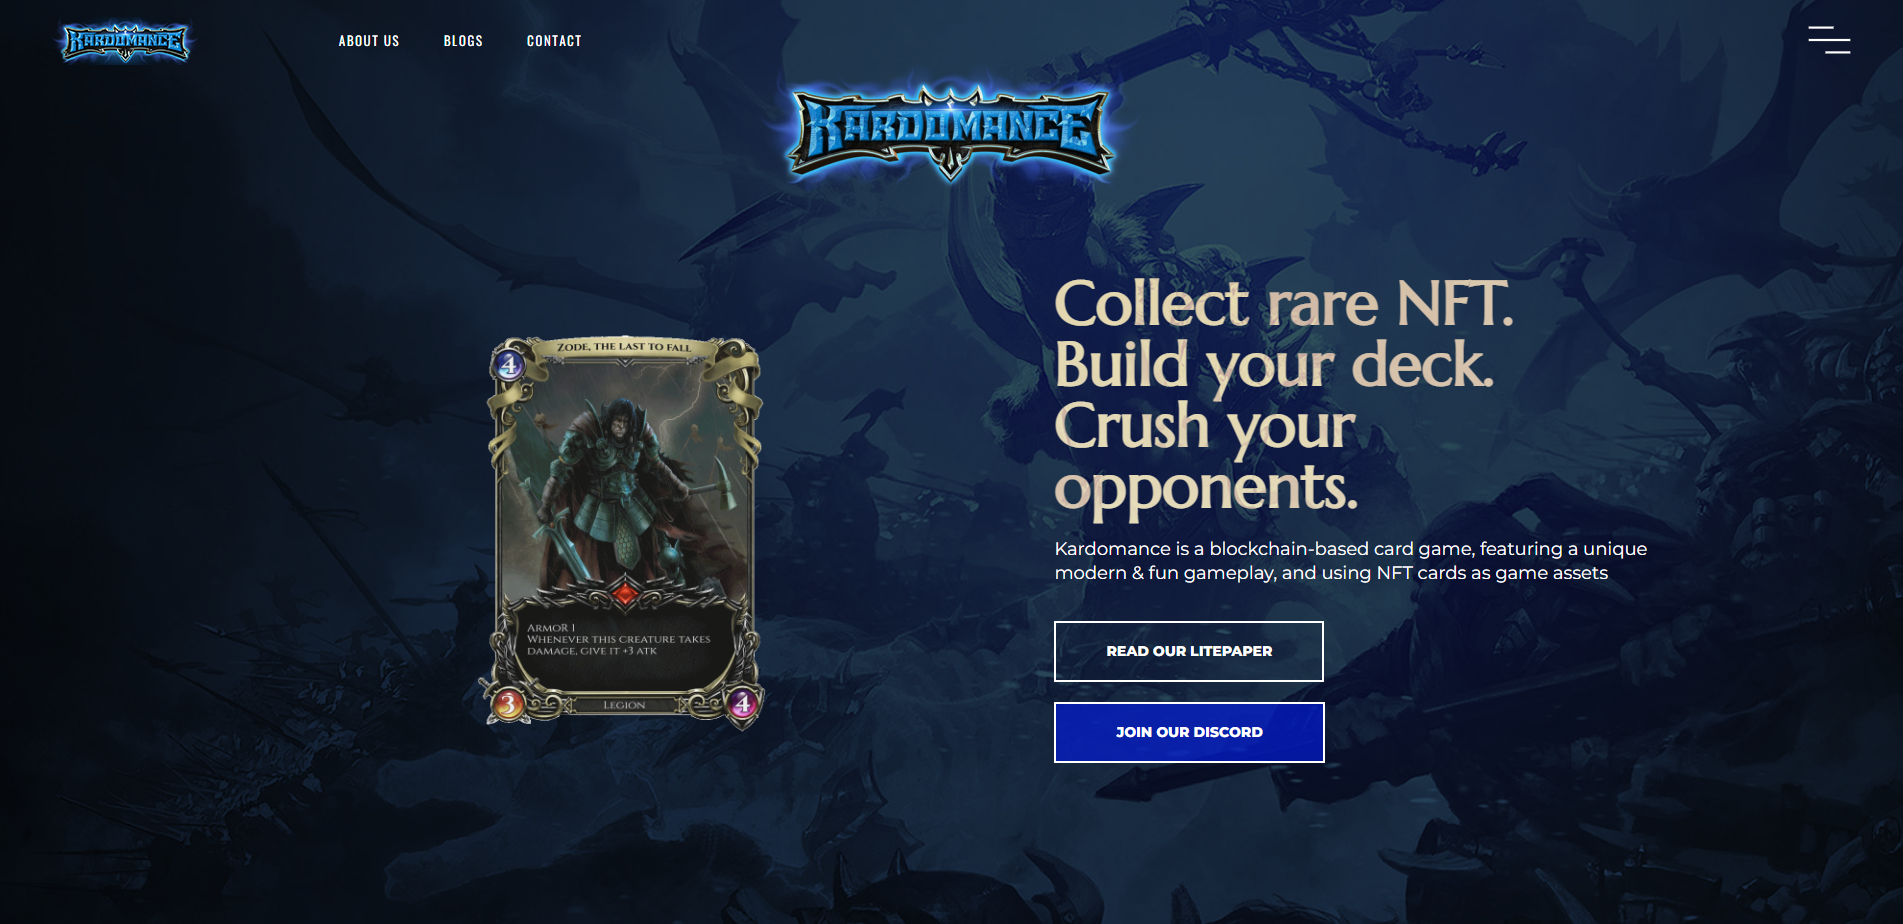 KARDOMANCE
ABOUT US
BLOGS
CONTACT
KARDOMANCE
4
ZODE, THE LAST TO FALL
ARMOR 1
WHENEVER THIS CREATURE TAKES
DAMAGE, GIVE IT +3 ATK
3
LEGION
4
Collect rare NFT.
Build your deck.
Crush your
opponents.
Kardomance is a blockchain-based card game, featuring a unique
modern & fun gameplay, and using NFT cards as game assets
READ OUR LITEPAPER
JOIN OUR DISCORD